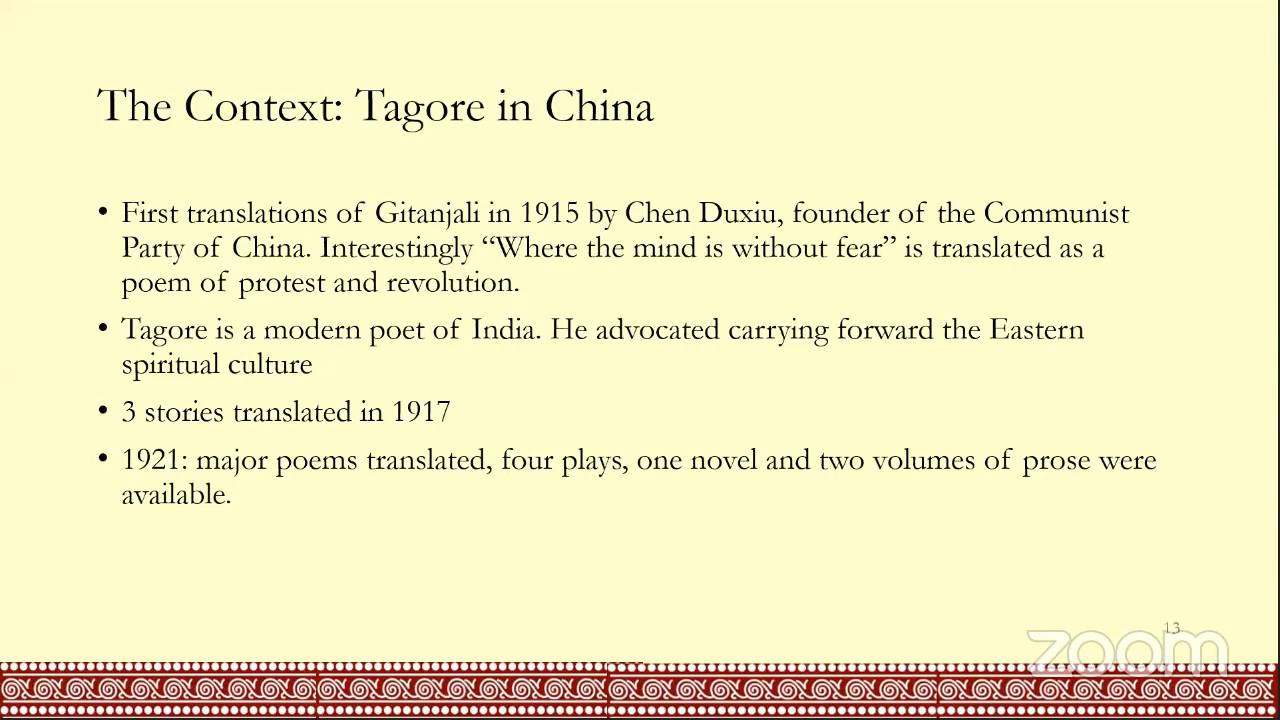 The Context: Tagore in China
• First translations of Gitanjali in 1915 by Chen Duxiu, founder of the Communist
Party of China. Interestingly “Where the mind is without fear” is translated as a
poem of protest and revolution.
• Tagore is a modern poet of India. He advocated carrying forward the Eastern
spiritual culture
• 3 stories translated in 1917
• 1921: major poems translated, four plays, one novel and two volumes of prose were
available.
13
zoom